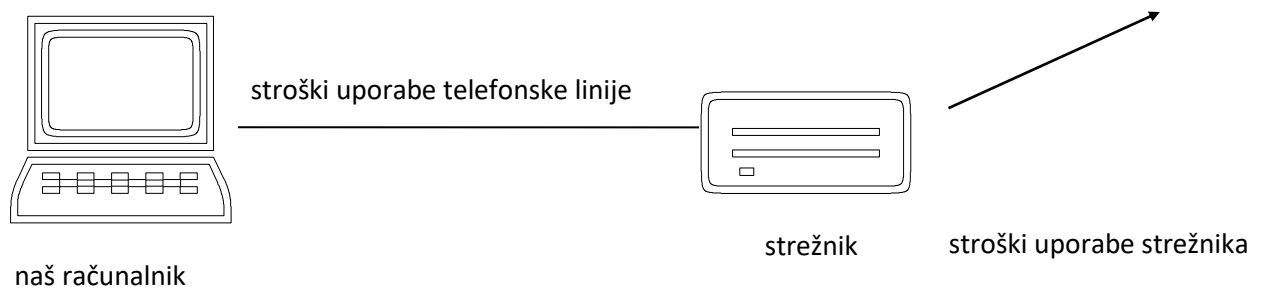 stroški uporabe telefonske linije
strežnik
stroški uporabe strežnika
naš računalnik